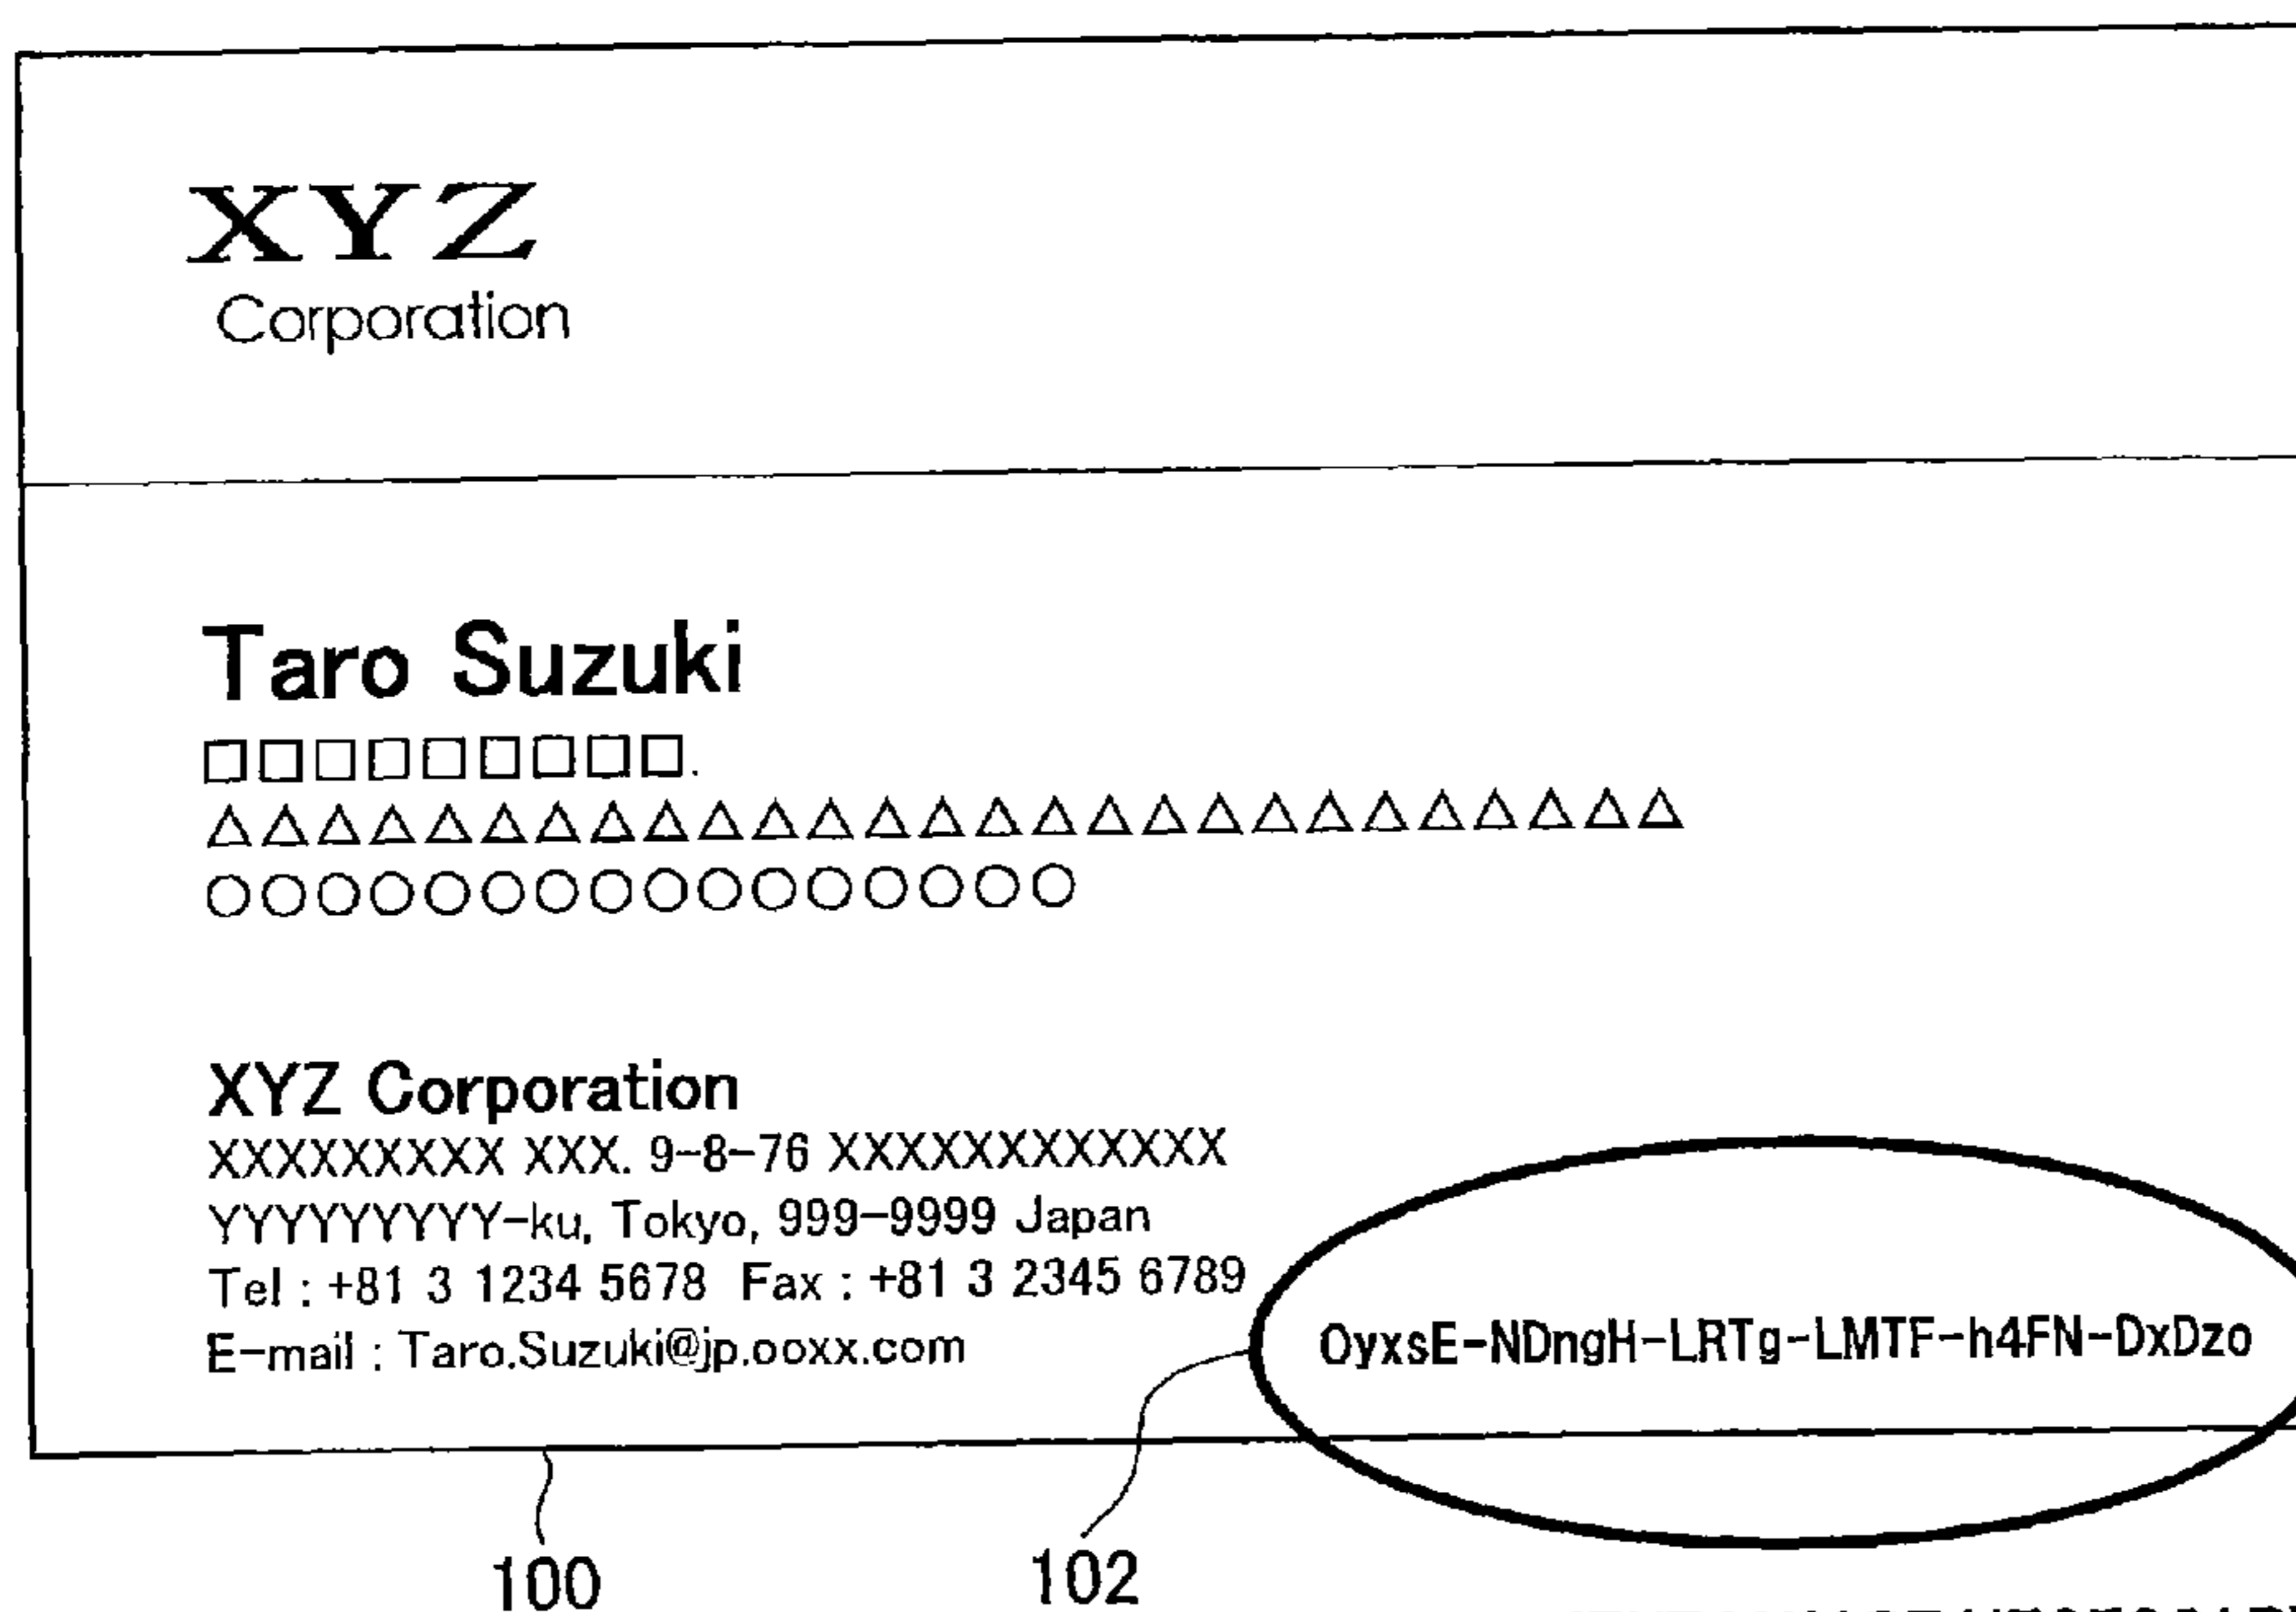 XYZ
Corporation
Taro Suzuki
□□□□□□□□□.
△△△△△△△△△△△△△△△△△△△△△△△△△△△
○○○○○○○○○○○○○○○○
XYZ Corporation
XXXXXXXXX XXX. 9-8-76 XXXXXXXXXXXX
YYYYYYYYY-ku, Tokyo, 999-9999 Japan
Tel : +81 3 1234 5678 Fax : +81 3 2345 6789
E-mail : Taro.Suzuki@jp.ooxx.com
OyxsE-NDngH-LRTg-LMTF-h4FN-DxDzo
100
102